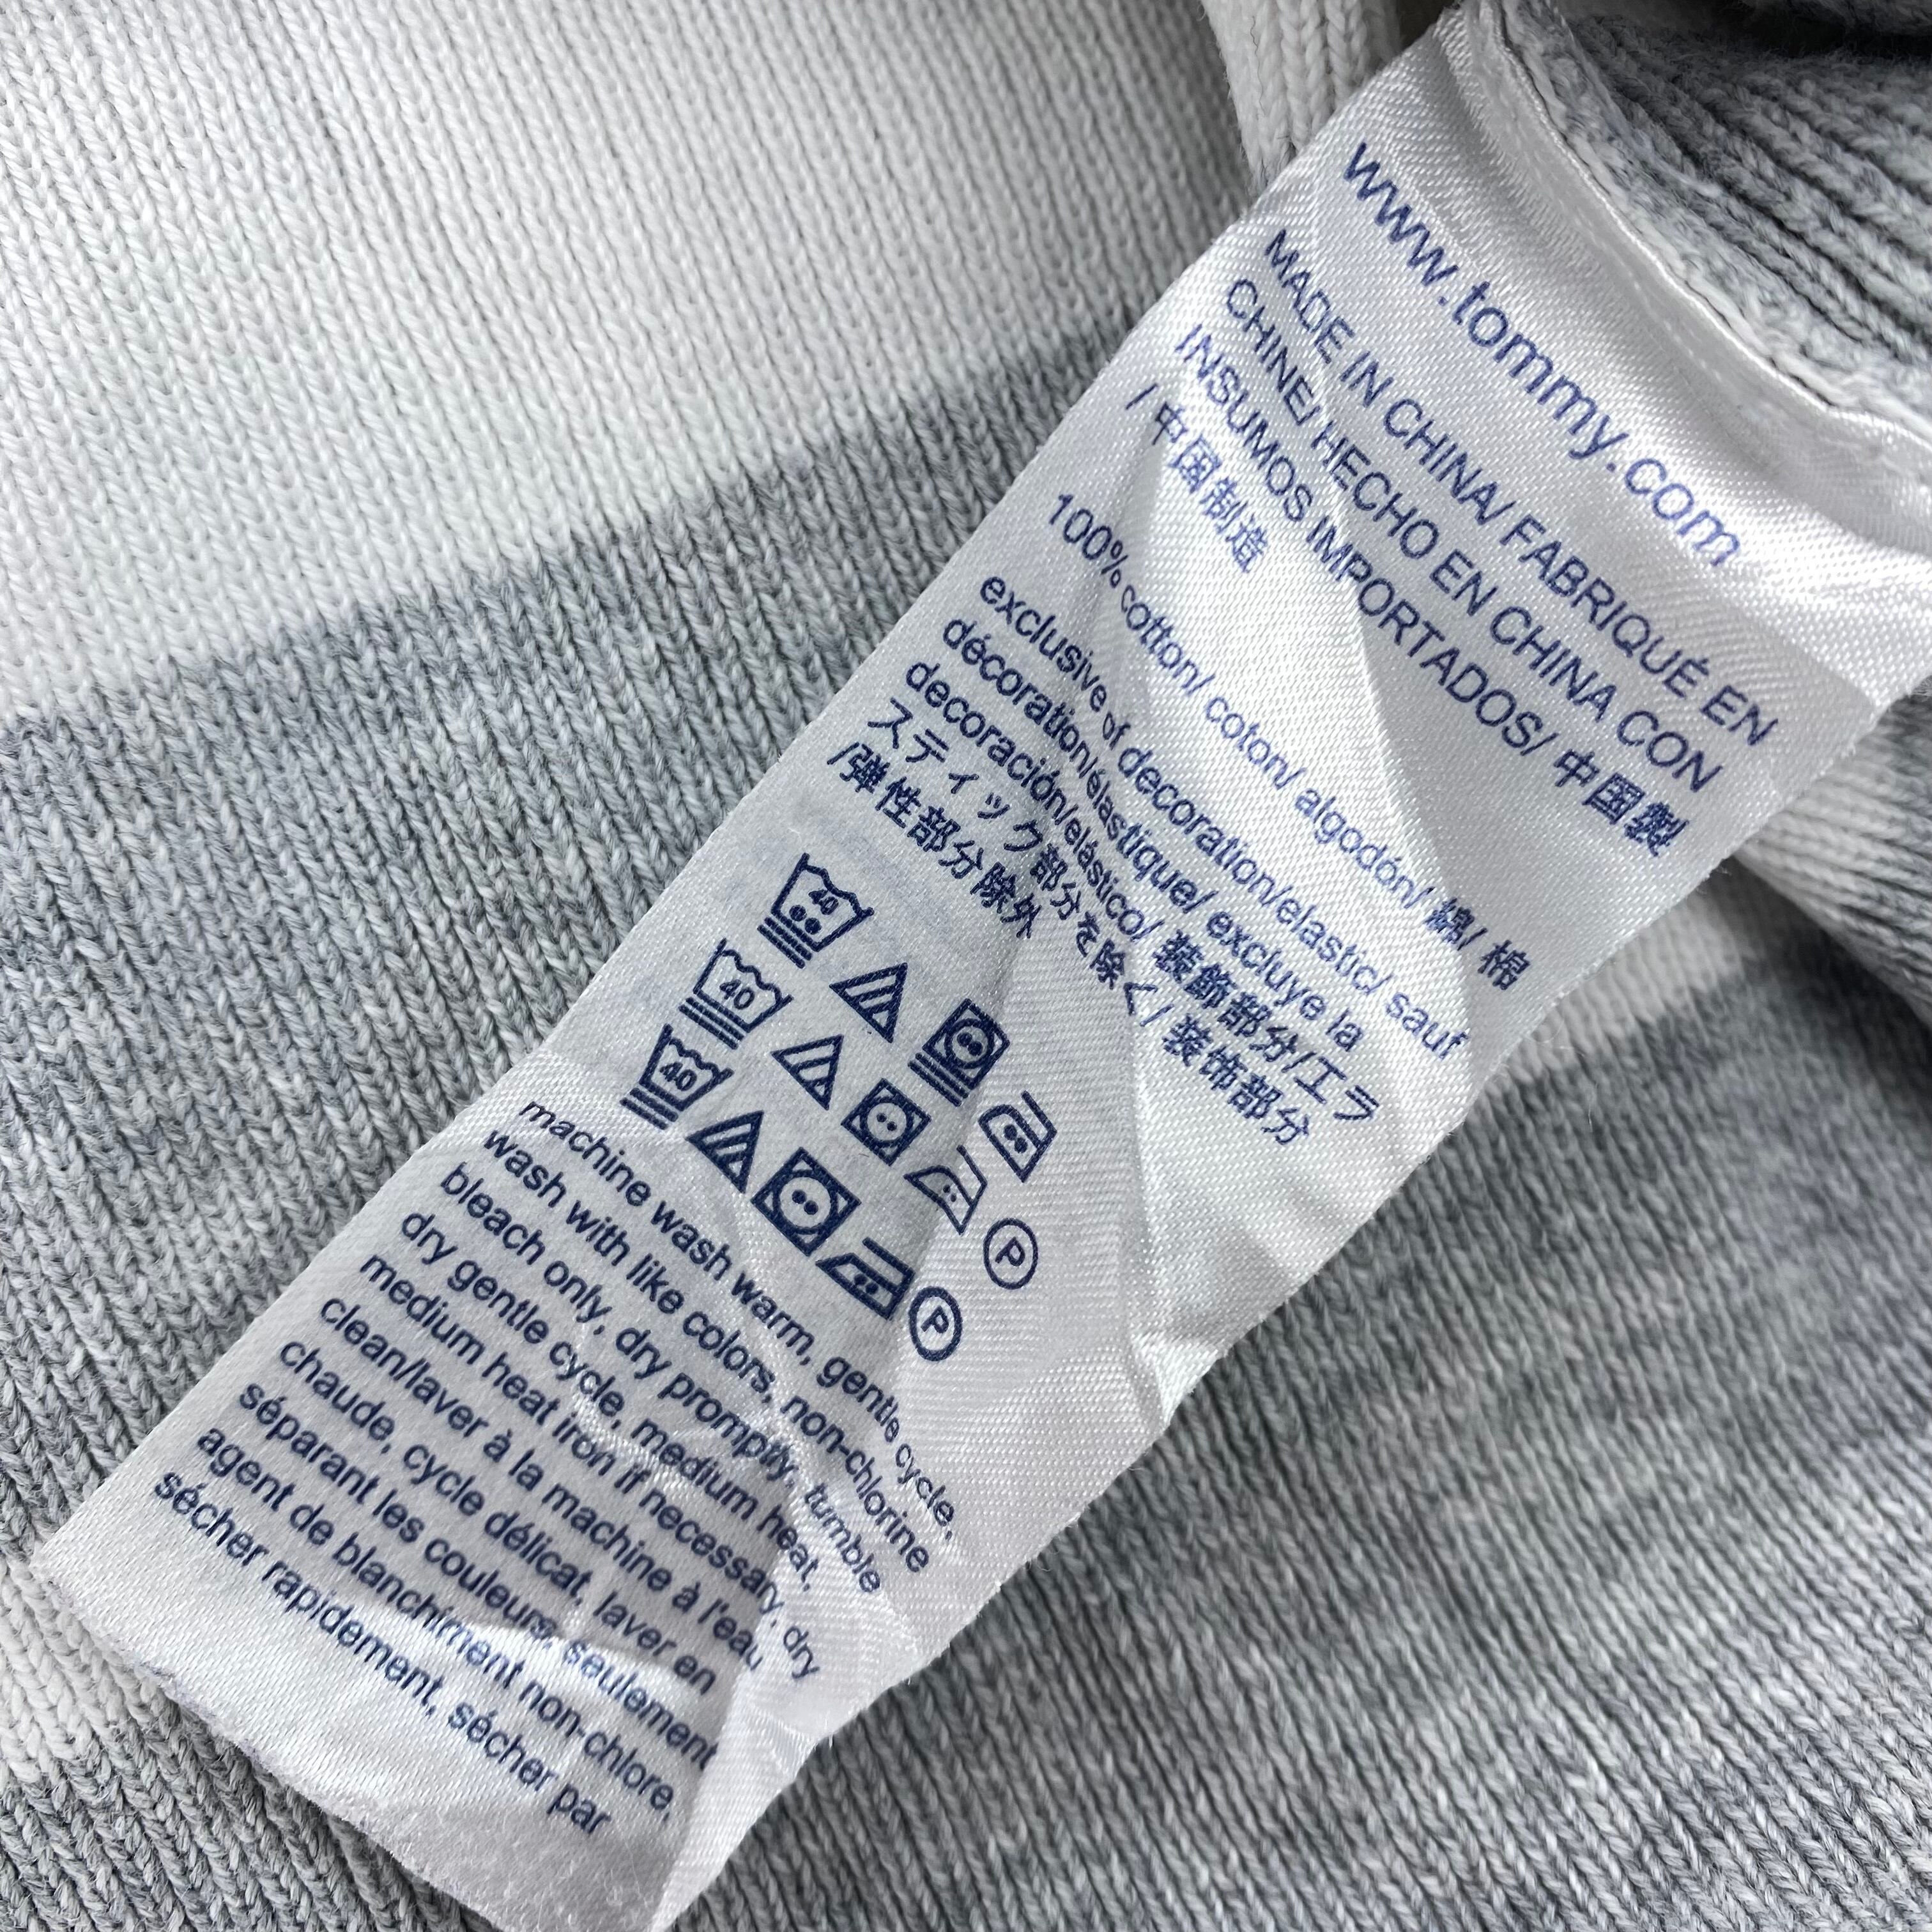 www.tommy.com
MADE IN CHINA/ FABRIQUÉ EN
CHINE/ HECHO EN CHINA CON
INSUMOS IMPORTADOS/ 中国製
/ 中国制造
100% cotton/ coton/ algodón/ 綿/ 棉
exclusive of decoration/elastic/ sauf
décoration/élastique/ excluye la
decoración/elástico/ 装飾部分/エラ
スティック部分を除く/ 装饰部分
/弹性部分除外
40
40
40
P
P
machine wash warm, gentle cycle,
wash with like colors, non-chlorine
bleach only, dry promptly, tumble
dry gentle cycle, medium heat,
medium heat iron if necessary, dry
clean/laver à la machine à l'eau
chaude, cycle délicat, laver en
séparant les couleurs, seulement
agent de blanchiment non-chlore,
sécher rapidement, sécher par